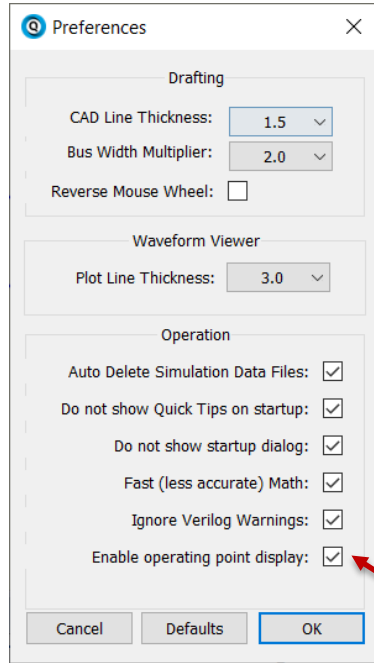 Q Preferences
Drafting
CAD Line Thickness: 1.5
Bus Width Multiplier: 2.0
Reverse Mouse Wheel:
Waveform Viewer
Plot Line Thickness: 3.0
Operation
Auto Delete Simulation Data Files:
Do not show Quick Tips on startup:
Do not show startup dialog:
Fast (less accurate) Math:
Ignore Verilog Warnings:
Enable operating point display:
Cancel Defaults OK